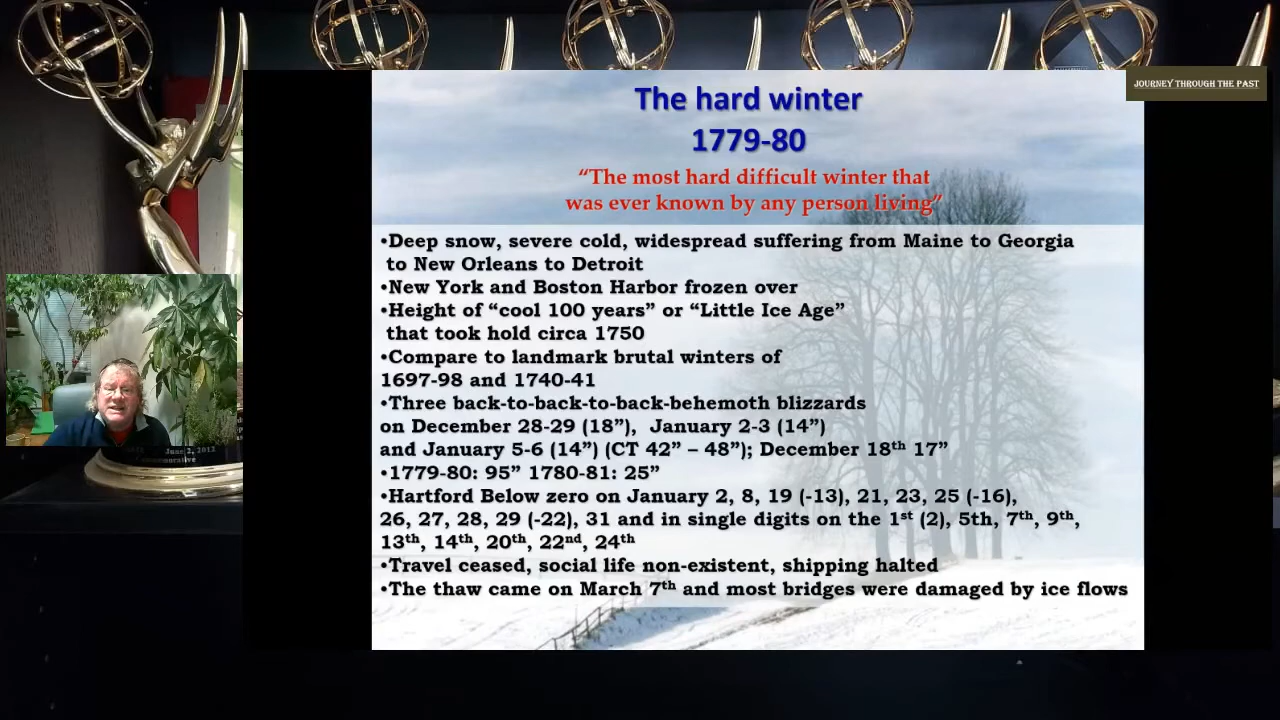 JOURNEY THROUGH THE PAST
The hard winter
1779-80
“The most hard difficult winter that
was ever known by any person living”
•Deep snow, severe cold, widespread suffering from Maine to Georgia
to New Orleans to Detroit
•New York and Boston Harbor frozen over
•Height of “cool 100 years” or “Little Ice Age”
that took hold circa 1750
•Compare to landmark brutal winters of
1697-98 and 1740-41
•Three back-to-back-to-back-behemoth blizzards
on December 28-29 (18”), January 2-3 (14”)
and January 5-6 (14”) (CT 42” – 48”); December 18th 17”
•1779-80: 95” 1780-81: 25”
•Hartford Below zero on January 2, 8, 19 (-13), 21, 23, 25 (-16),
26, 27, 28, 29 (-22), 31 and in single digits on the 1st (2), 5th, 7th, 9th,
13th, 14th, 20th, 22nd, 24th
•Travel ceased, social life non-existent, shipping halted
•The thaw came on March 7th and most bridges were damaged by ice flows
June 2, 2012
Commemorative